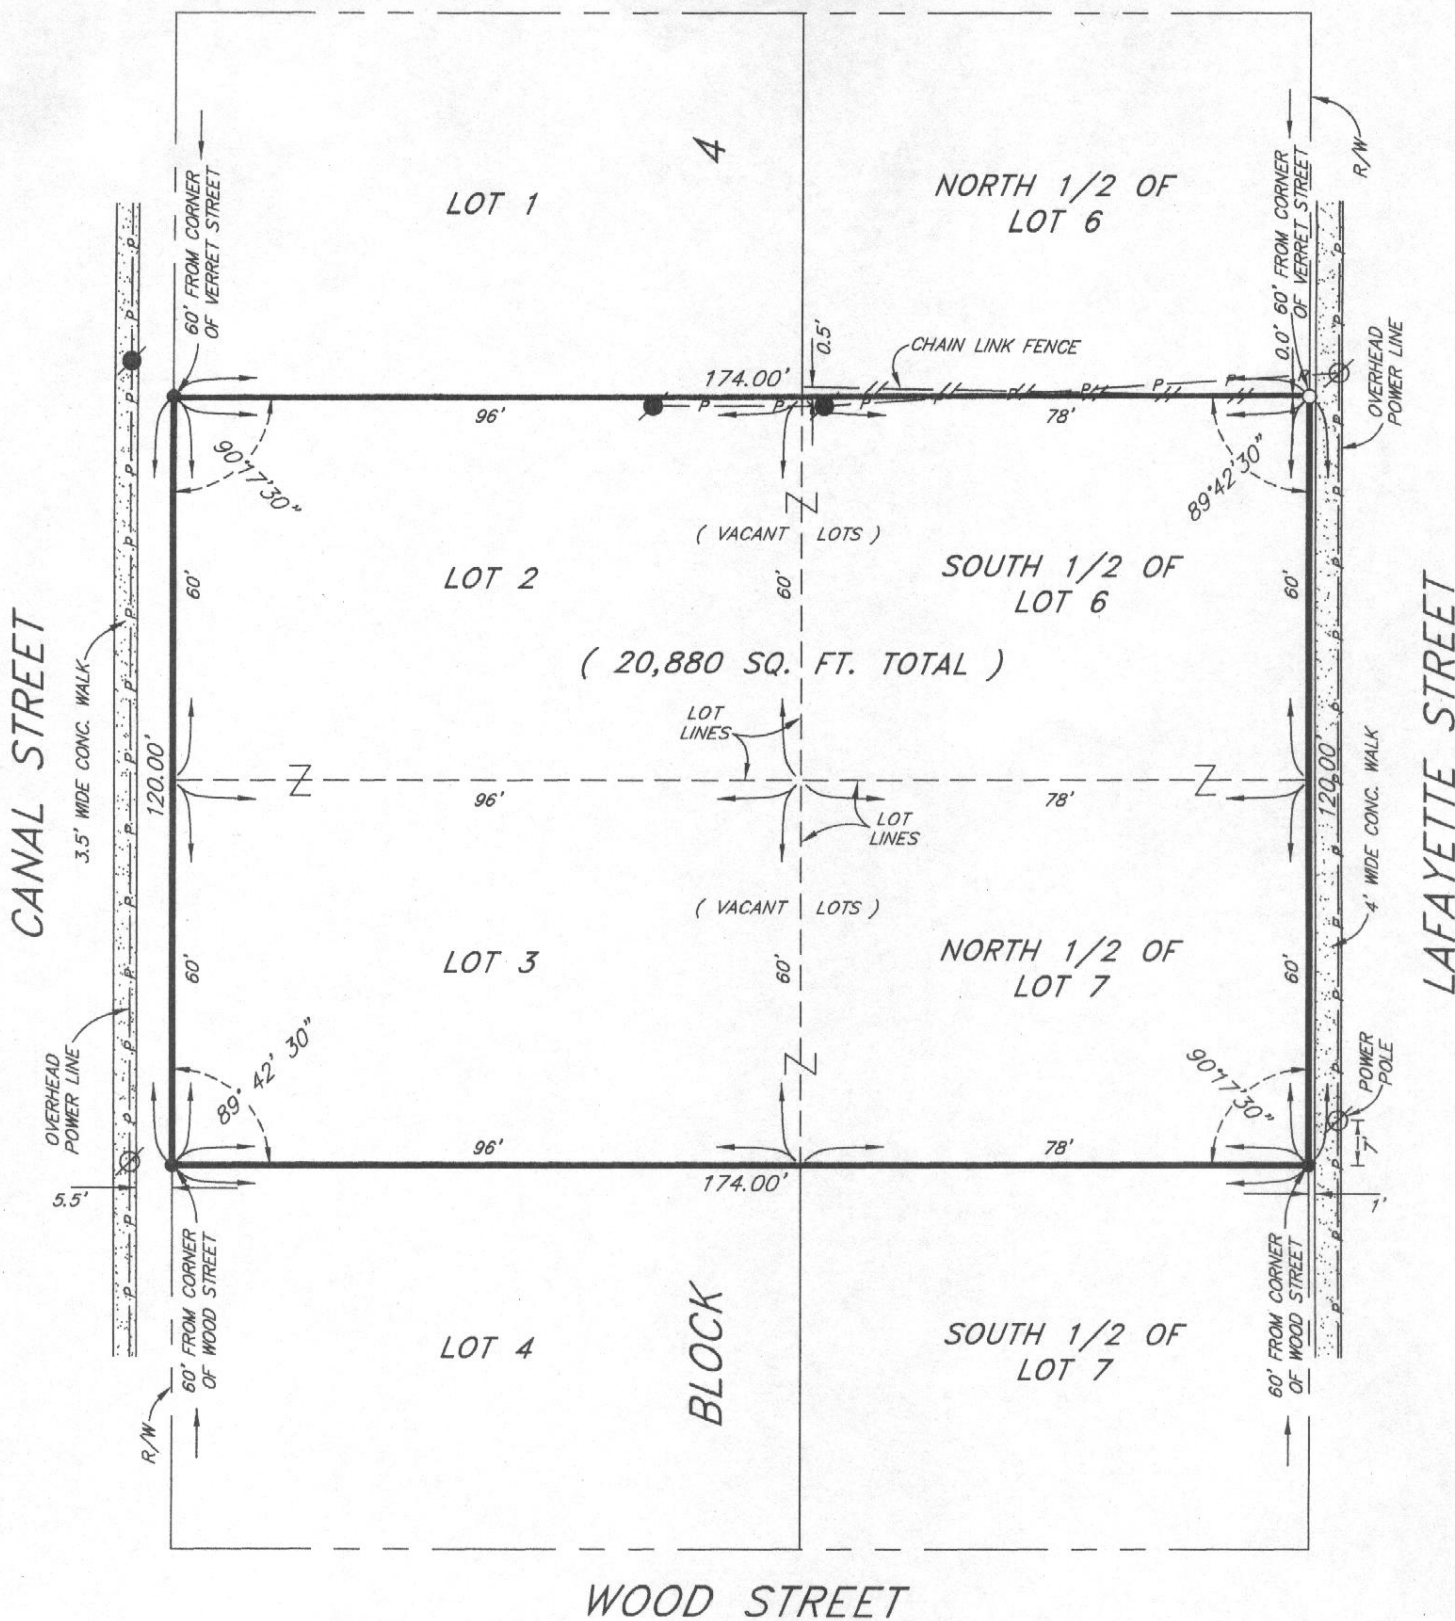 4
LOT 1
NORTH 1/2 OF
LOT 6
R/W
60' FROM CORNER
OF VERRET STREET
60' FROM CORNER
OF VERRET STREET
0.0'
0.5'
CHAIN LINK FENCE
OVERHEAD
POWER LINE
174.00'
96'
78'
90°17'30"
89°42'30"
( VACANT LOTS )
LOT 2
SOUTH 1/2 OF
LOT 6
60'
60'
60'
( 20,880 SQ. FT. TOTAL )
CANAL STREET
3.5' WIDE CONC. WALK
120.00'
LOT
LINES
LAFAYETTE STREET
4' WIDE CONC. WALK
120.00'
96'
78'
LOT
LINES
( VACANT LOTS )
LOT 3
NORTH 1/2 OF
LOT 7
60'
60'
60'
OVERHEAD
POWER LINE
89° 42' 30"
90°17'30"
POWER
POLE
7'
96'
78'
174.00'
5.5'
1'
60' FROM CORNER
OF WOOD STREET
60' FROM CORNER
OF WOOD STREET
LOT 4
BLOCK
SOUTH 1/2 OF
LOT 7
R/W
WOOD STREET